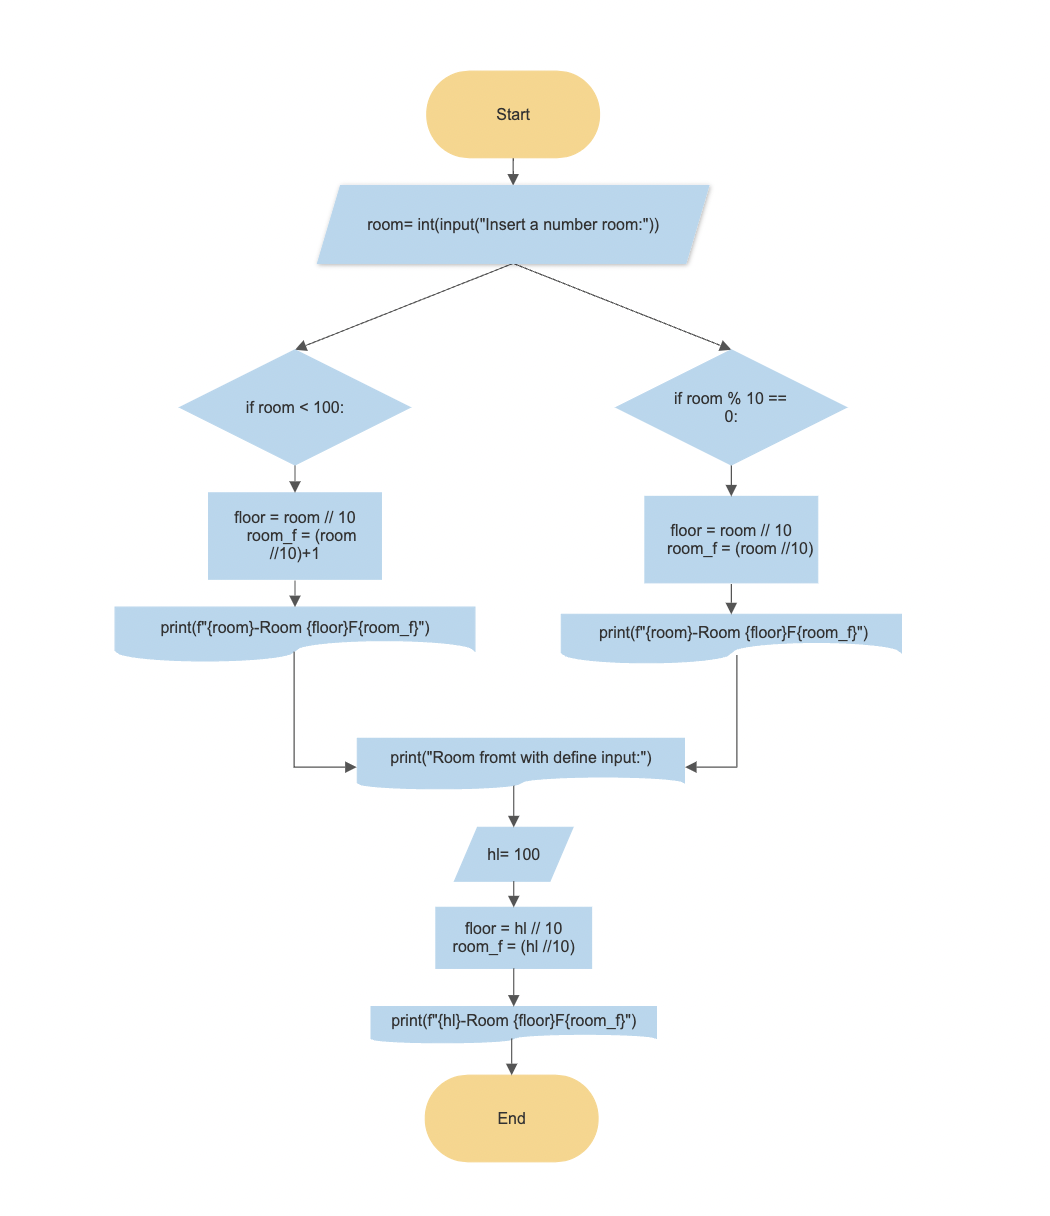 Start
room= int(input("Insert a number room:"))
if room < 100:
if room % 10 ==
0:
floor = room // 10
room_f = (room
//10)+1
floor = room // 10
room_f = (room //10)
print(f"{room}-Room {floor}F{room_f}")
print(f"{room}-Room {floor}F{room_f}")
print("Room fromt with define input:")
hl= 100
floor = hl // 10
room_f = (hl //10)
print(f"{hl}-Room {floor}F{room_f}")
End